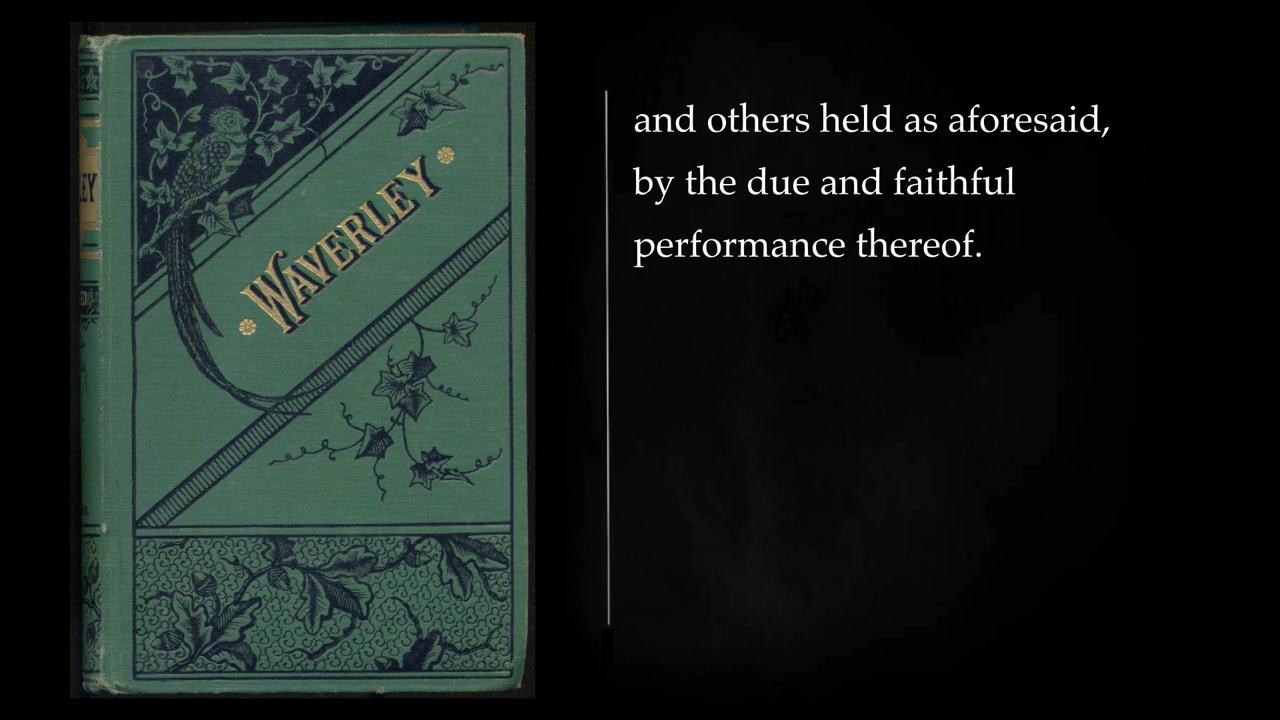 WAVERLEY
and others held as aforesaid,
by the due and faithful
performance thereof.